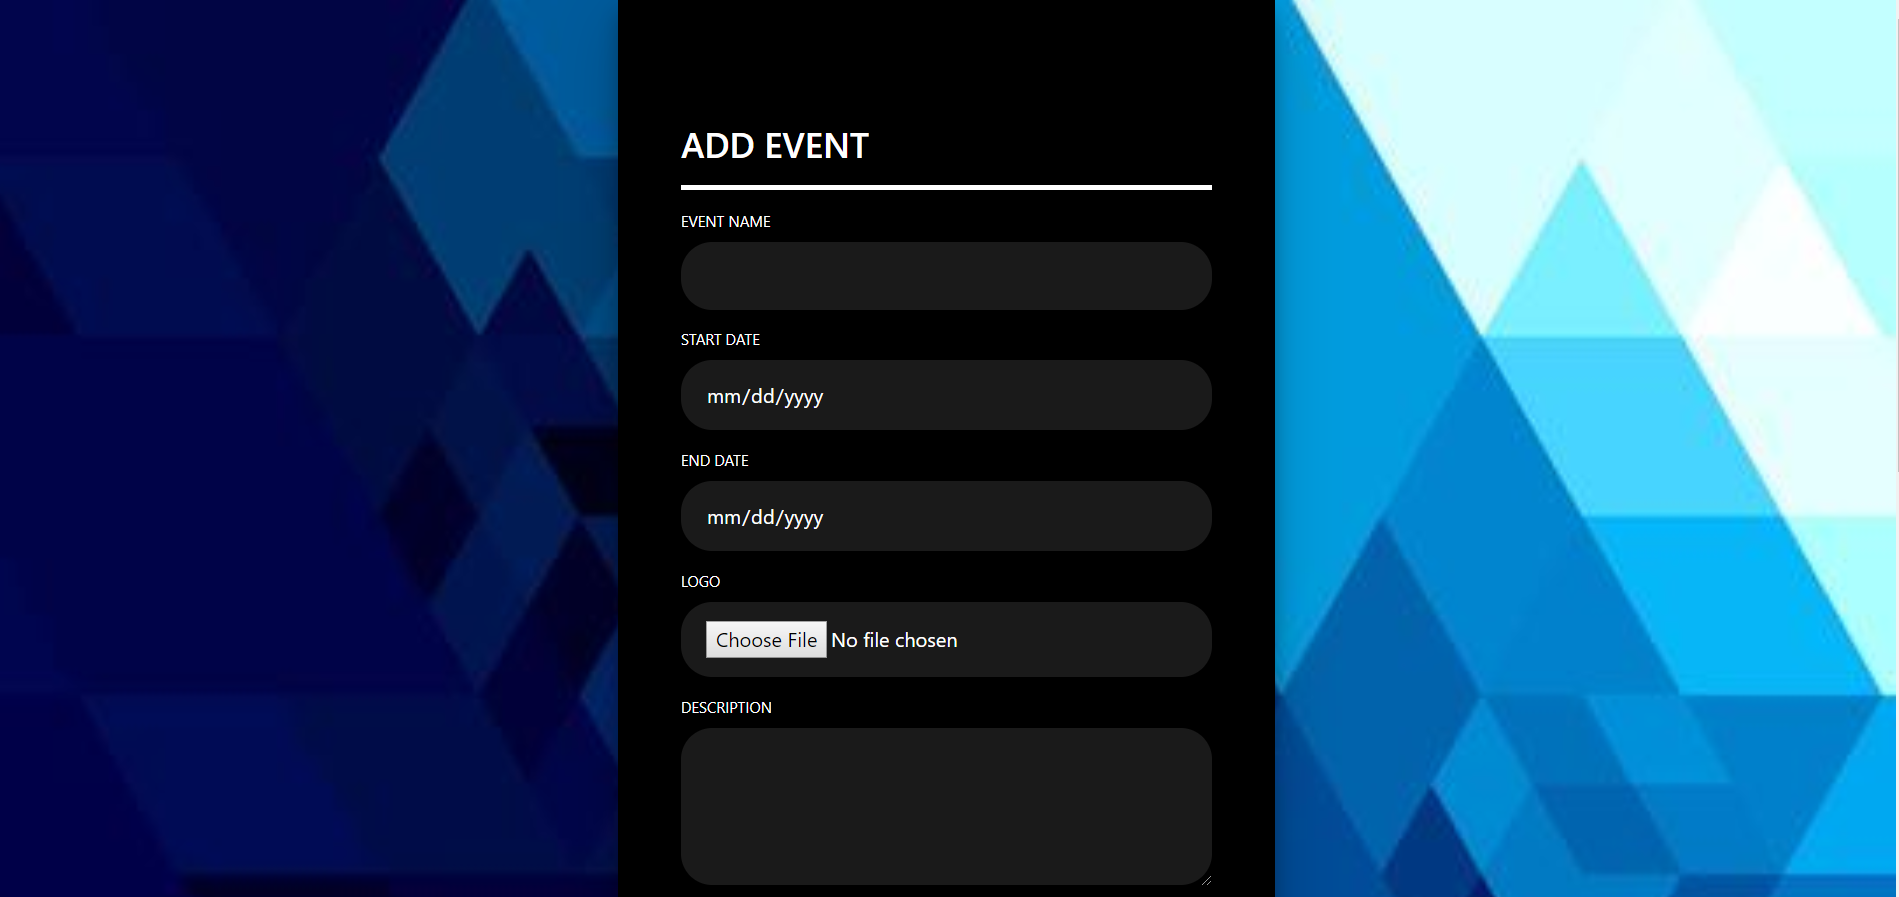 ADD EVENT
EVENT NAME
START DATE
mm/dd/yyyy
END DATE
mm/dd/yyyy
LOGO
Choose File No file chosen
DESCRIPTION